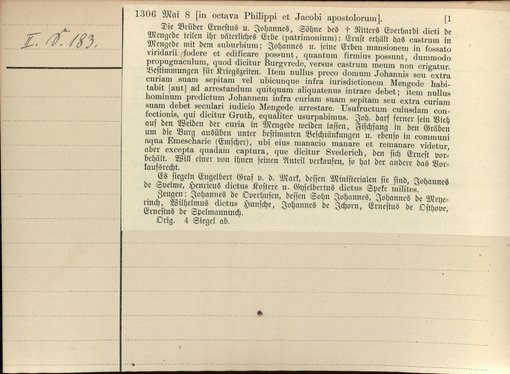 II. V. 183.
1306 Mai 8 [in octava Philippi et Jacobi apostolorum]. [1
Die Brüder Ernestus u. Johannes, Söhne des † Ritters Everhardi dicti de
Mengede teilen ihr väterliches Erbe (patrimonium): Ernst erhält das castrum in
Mengede mit dem suburbium; Johannes u. seine Erben mansionem in fossato
viridarii fodere et edificare possunt, quantum firmius possunt, dummodo
propugnaculum, quod dicitur Burgvrede, versus castrum meum non erigatur.
Bestimmungen für Kriegszeiten. Item nullus preco domum Johannis seu extra
curiam suam sepitam vel ubicunque infra iurisdictionem Mengede habi-
tabit [aut] ad arrestandum quitquam aliquatenus intrare debet; item nullus
hominum predictum Johannem infra curiam suam sepitam seu extra curiam
suam debet seculari iudicio Mengede arrestare. Usufructum cuiusdam con-
fectionis, qui dicitur Gruth, equaliter usurpabimus. Joh. darf ferner sein Vieh
auf den Weiden der curia in Mengede weiden lassen, Fischfang in den Gräben
um die Burg ausüben unter bestimmten Beschränkungen u. ebenso in communi
aqua Emescharie (Emscher), ubi eius manacio manare et remanare videtur,
aber excepta quadam captura, que dicitur Svederich, den sich Ernest vor-
behält. Will einer von ihnen seinen Anteil verkaufen, so hat der andere das Vor-
kaufsrecht.
Es siegeln Engelbert Graf v. d. Mark, dessen Ministerialen sie sind, Johannes
de Svelme, Henricus dictus Kostere u. Gyselbertus dictus Speke milites.
Zeugen: Johannes de Overhusen, dessen Sohn Johannes, Johannes de Meye-
rinch, Wilhelmus dictus Hunsche, Johannes de Ichorn, Ernestus de Osthove,
Ernestus de Spelmanninch.
Orig. 4 Siegel ab.